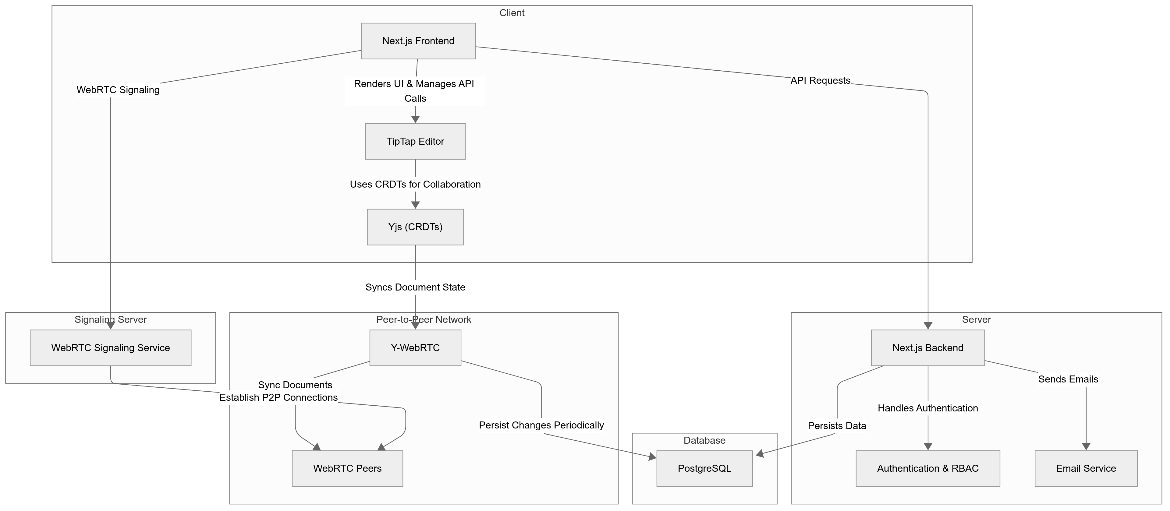 Client
Next.js Frontend
WebRTC Signaling
Renders UI & Manages API
Calls
API Requests
TipTap Editor
Uses CRDTs for Collaboration
Yjs (CRDTs)
Syncs Document State
Signaling Server
WebRTC Signaling Service
Peer-to-Peer Network
Y-WebRTC
Server
Next.js Backend
Sync Documents
Establish P2P Connections
Persist Changes Periodically
Sends Emails
Handles Authentication
Persists Data
WebRTC Peers
Database
PostgreSQL
Authentication & RBAC
Email Service